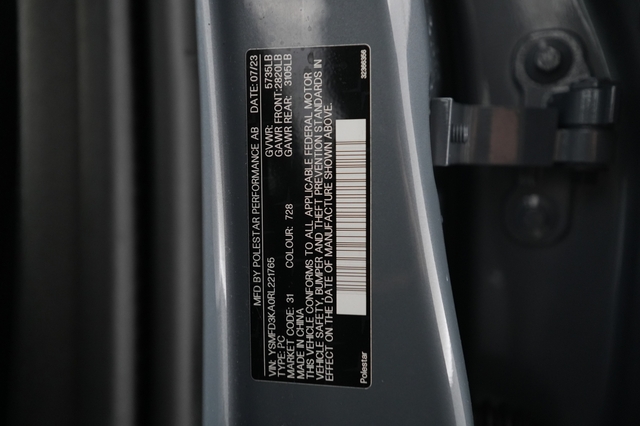 MFD BY POLESTAR PERFORMANCE AB DATE: 07/23
VIN: YSMFD3KA0RL221765 GVWR: 5735LB
TYPE: PC GAWR FRONT: 2820LB
MARKET CODE: 31 COLOUR: 728 GAWR REAR: 3105LB
MADE IN CHINA
THIS VEHICLE CONFORMS TO ALL APPLICABLE FEDERAL MOTOR
VEHICLE SAFETY, BUMPER AND THEFT PREVENTION STANDARDS IN
EFFECT ON THE DATE OF MANUFACTURE SHOWN ABOVE.
Polestar